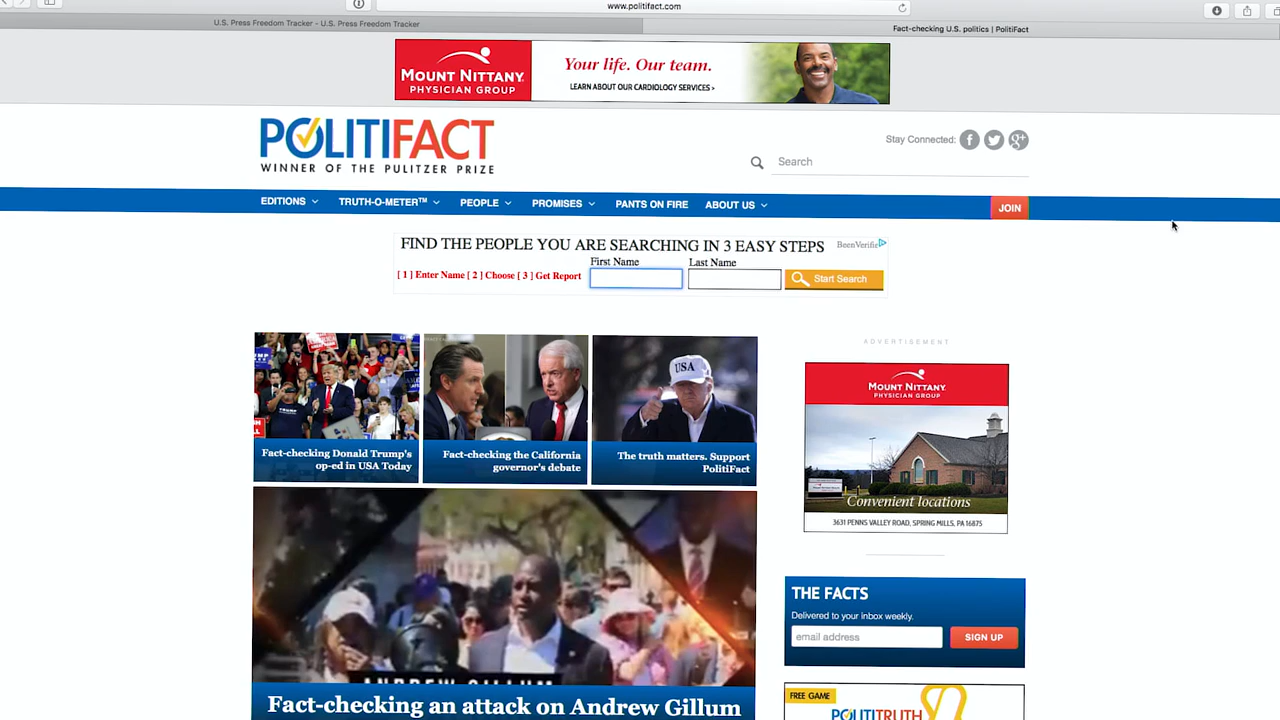 www.politifact.com
U.S. Press Freedom Tracker - U.S. Press Freedom Tracker
Fact-checking U.S. politics | PolitiFact
MOUNT NITTANY
PHYSICIAN GROUP
Your life. Our team.
LEARN ABOUT OUR CARDIOLOGY SERVICES >
POLITIFACT
WINNER OF THE PULITZER PRIZE
Stay Connected:
Search
EDITIONS TRUTH-O-METER™ PEOPLE PROMISES PANTS ON FIRE ABOUT US JOIN
FIND THE PEOPLE YOU ARE SEARCHING IN 3 EASY STEPS
BeenVerified
First Name Last Name
[ 1 ] Enter Name [ 2 ] Choose [ 3 ] Get Report
Start Search
USA
Fact-checking Donald Trump's
op-ed in USA Today
Fact-checking the California
governor's debate
The truth matters. Support
PolitiFact
ADVERTISEMENT
MOUNT NITTANY
PHYSICIAN GROUP
Convenient locations
3631 PENNS VALLEY ROAD, SPRING MILLS, PA 16875
ANDREW GILLUM
Fact-checking an attack on Andrew Gillum
THE FACTS
Delivered to your inbox weekly.
email address
SIGN UP
FREE GAME
POLITITRUTH